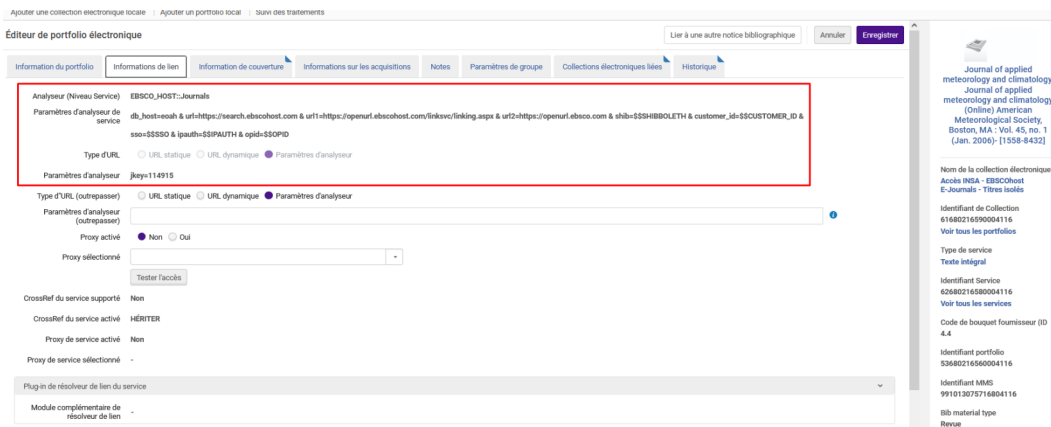 Ajouter une collection électronique locale | Ajouter un portfolio local | Suivi des traitements
Éditeur de portfolio électronique
Lier à une autre notice bibliographique Annuler Enregistrer
Information du portfolio Informations de lien Information de couverture Informations sur les acquisitions Notes Paramètres de groupe Collections électroniques liées Historique
Analyseur (Niveau Service) EBSCO_HOST::Journals
Paramètres d'analyseur de service
db_host=eoah & url=https://search.ebscohost.com & url1=https://openurl.ebscohost.com/linksvc/linking.aspx & url2=https://openurl.ebsco.com & shib=$$SHIBBOLETH & customer_id=$$CUSTOMER_ID &
sso=$$SSO & ipauth=$$IPAUTH & opid=$$OPID
Type d'URL URL statique URL dynamique Paramètres d'analyseur
Paramètres d'analyseur jkey=114915
Type d'URL (outrepasser) URL statique URL dynamique Paramètres d'analyseur
Paramètres d'analyseur
(outrepasser)
Proxy activé Non Oui
Proxy sélectionné
Tester l'accès
CrossRef du service supporté Non
CrossRef du service activé HÉRITER
Proxy de service activé Non
Proxy de service sélectionné -
Plug-in de résolveur de lien du service
Module complémentaire de
résolveur de lien -
Journal of applied
meteorology and climatology
Journal of applied
meteorology and climatology
(Online) American
Meteorological Society,
Boston, MA : Vol. 45, no. 1
(Jan. 2006)- [1558-8432]
Nom de la collection électronique
Accès INSA - EBSCOhost
E-Journals - Titres isolés
Identifiant de Collection
61680216590004116
Voir tous les portfolios
Type de service
Texte intégral
Identifiant Service
62680216580004116
Voir tous les services
Code de bouquet fournisseur (ID
4.4
Identifiant portfolio
53680216560004116
Identifiant MMS
991013075716804116
Bib material type
Revue